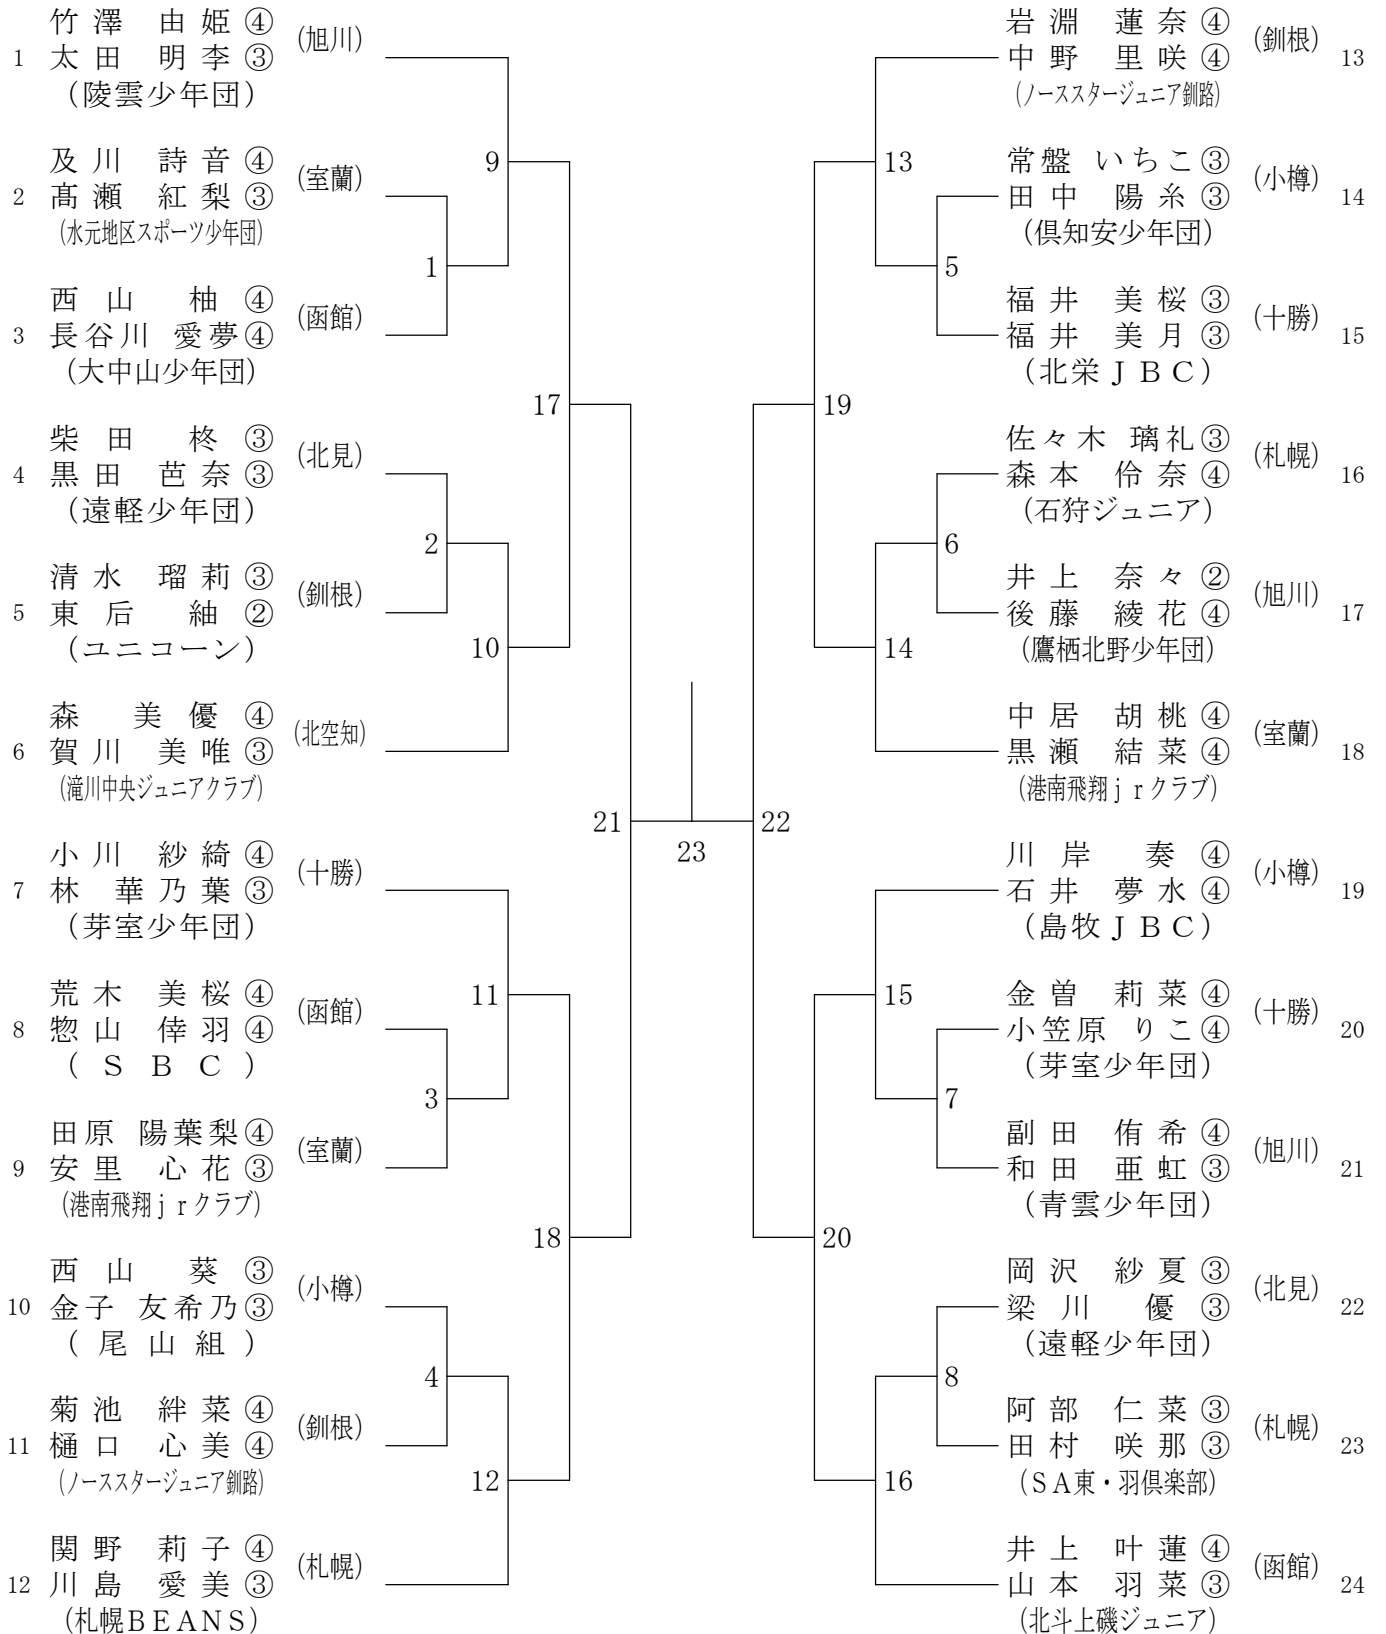 竹澤 由姫④ (旭川)
1 太田 明李③
(陵雲少年団)
及川 詩音④ (室蘭)
2 髙瀬 紅梨③
(水元地区スポーツ少年団)
西山 柚④ (函館)
3 長谷川 愛夢④
(大中山少年団)
柴田 柊③ (北見)
4 黒田 芭奈③
(遠軽少年団)
清水 瑠莉③ (釧根)
5 東后 紬②
(ユニコーン)
森 美優④ (北空知)
6 賀川 美唯③
(滝川中央ジュニアクラブ)
小川 紗綺④ (十勝)
7 林 華乃葉③
(芽室少年団)
荒木 美桜④ (函館)
8 惣山 倖羽④
(SBC)
田原 陽葉梨④ (室蘭)
9 安里 心花③
(港南飛翔jrクラブ)
西山 葵③ (小樽)
10 金子 友希乃③
(尾山組)
菊池 絆菜④ (釧根)
11 樋口 心美④
(ノーススタージュニア釧路)
関野 莉子④ (札幌)
12 川島 愛美③
(札幌BEANS)
9
1
17
2
10
21
11
3
18
4
12
23
22
13
5
19
6
14
15
7
20
8
16
岩淵 蓮奈④ (釧根)
中野 里咲④ 13
(ノーススタージュニア釧路)
常盤 いちこ③ (小樽)
田中 陽糸③ 14
(倶知安少年団)
福井 美桜③ (十勝)
福井 美月③ 15
(北栄JBC)
佐々木 璃礼③ (札幌)
森本 伶奈④ 16
(石狩ジュニア)
井上 奈々② (旭川)
後藤 綾花④ 17
(鷹栖北野少年団)
中居 胡桃④ (室蘭)
黒瀬 結菜④ 18
(港南飛翔jrクラブ)
川岸 奏④ (小樽)
石井 夢水④ 19
(島牧JBC)
金曽 莉菜④ (十勝)
小笠原 りこ④ 20
(芽室少年団)
副田 侑希④ (旭川)
和田 亜虹③ 21
(青雲少年団)
岡沢 紗夏③ (北見)
梁川 優③ 22
(遠軽少年団)
阿部 仁菜③ (札幌)
田村 咲那③ 23
(SA東・羽倶楽部)
井上 叶蓮④ (函館)
山本 羽菜③ 24
(北斗上磯ジュニア)